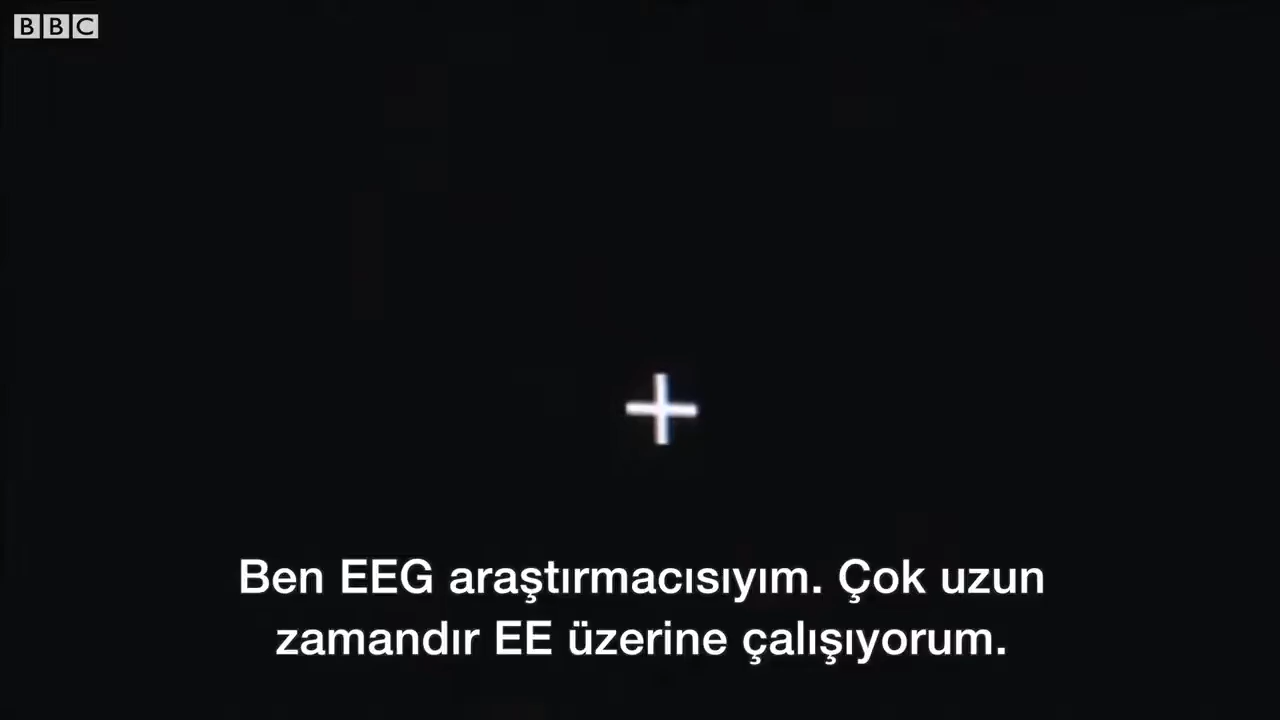 BBC
Ben EEG araştırmacısıyım. Çok uzun
zamandır EE üzerine çalışıyorum.